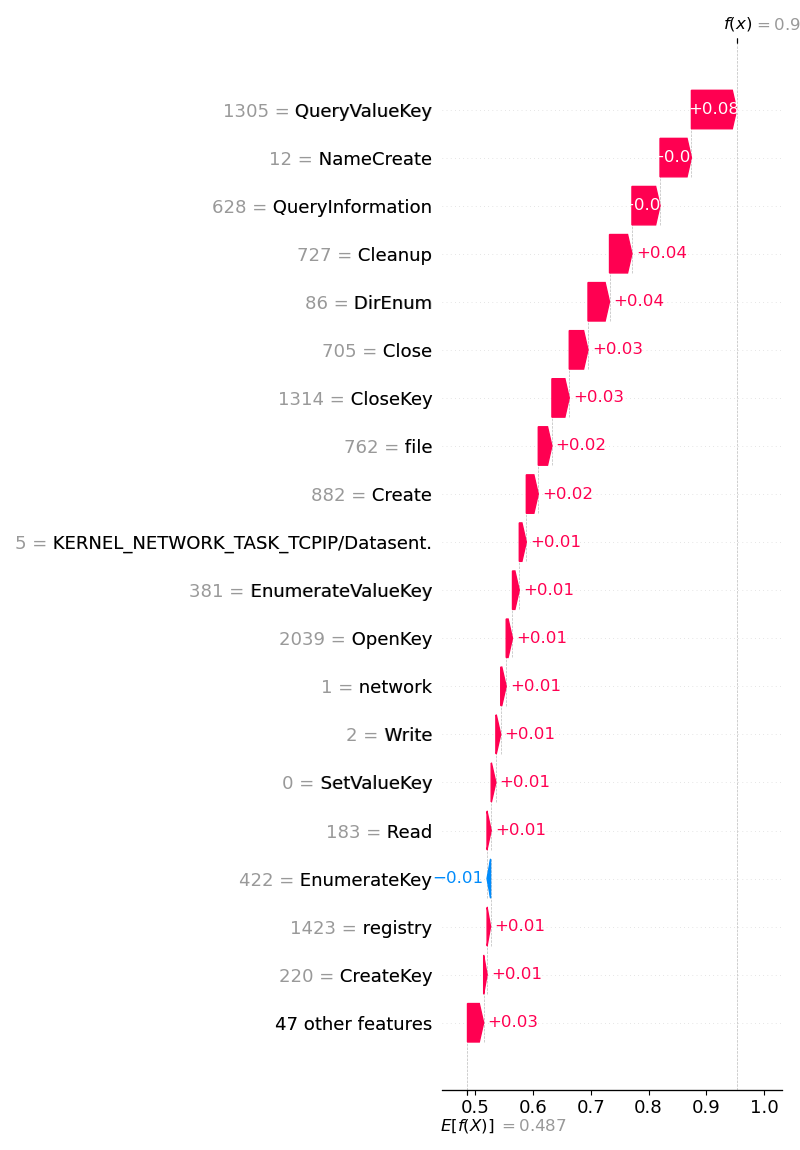 f(x) = 0.9
1305 = QueryValueKey +0.08
12 = NameCreate
628 = QueryInformation
727 = Cleanup +0.04
86 = DirEnum +0.04
705 = Close +0.03
1314 = CloseKey +0.03
762 = file +0.02
882 = Create +0.02
5 = KERNEL_NETWORK_TASK_TCPIP/Datasent. +0.01
381 = EnumerateValueKey +0.01
2039 = OpenKey +0.01
1 = network +0.01
2 = Write +0.01
0 = SetValueKey +0.01
183 = Read +0.01
422 = EnumerateKey −0.01
1423 = registry +0.01
220 = CreateKey +0.01
47 other features +0.03
0.5 0.6 0.7 0.8 0.9 1.0
E[f(X)] = 0.487